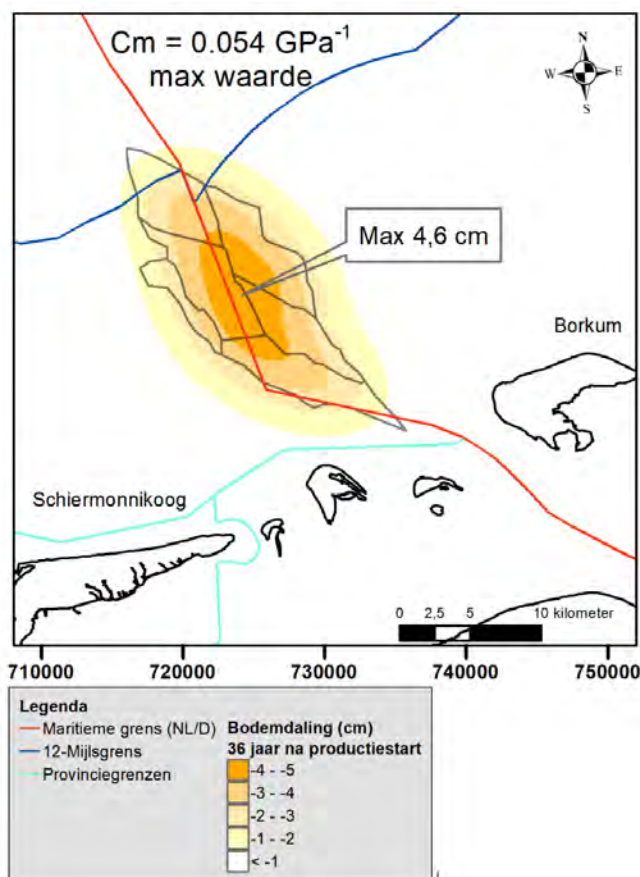 Cm = 0.054 GPa⁻¹
max waarde
N
W E
S
Max 4,6 cm
Borkum
Schiermonnikoog
0 2,5 5 10 kilometer
710000 720000 730000 740000 750000
Legenda
Maritieme grens (NL/D)
12-Mijlsgrens
Provinciegrenzen
Bodemdaling (cm)
36 jaar na productiestart
-4 - -5
-3 - -4
-2 - -3
-1 - -2
< -1